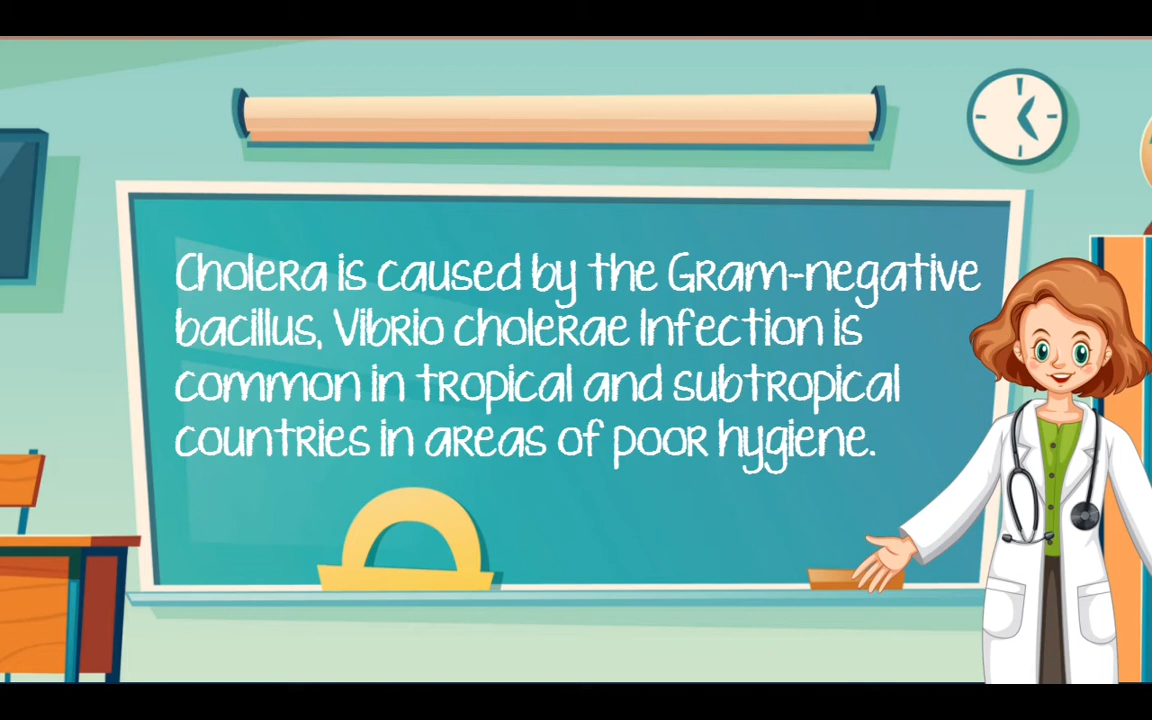 Cholera is caused by the Gram-negative
bacillus, Vibrio cholerae Infection is
common in tropical and subtropical
countries in areas of poor hygiene.